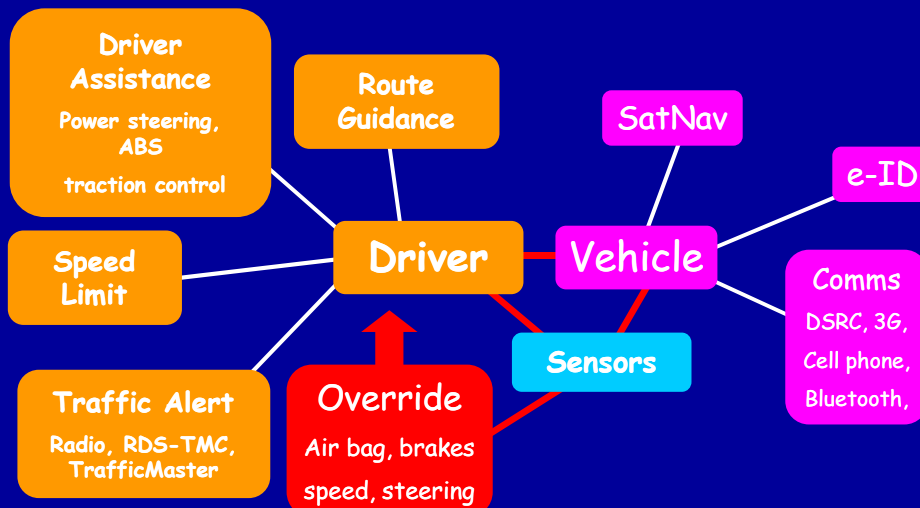 Driver
Assistance
Power steering,
ABS
traction control
Route
Guidance
SatNav
e-ID
Speed
Limit
Driver
Vehicle
Comms
DSRC, 3G,
Cell phone,
Bluetooth,
Sensors
Traffic Alert
Radio, RDS-TMC,
TrafficMaster
Override
Air bag, brakes
speed, steering